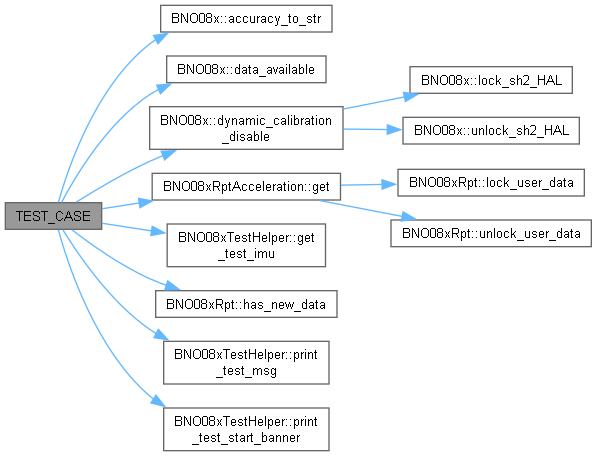 TEST_CASE
BNO08x::accuracy_to_str
BNO08x::data_available
BNO08x::dynamic_calibration
_disable
BNO08x::lock_sh2_HAL
BNO08x::unlock_sh2_HAL
BNO08xRptAcceleration::get
BNO08xRpt::lock_user_data
BNO08xRpt::unlock_user_data
BNO08xTestHelper::get
_test_imu
BNO08xRpt::has_new_data
BNO08xTestHelper::print
_test_msg
BNO08xTestHelper::print
_test_start_banner